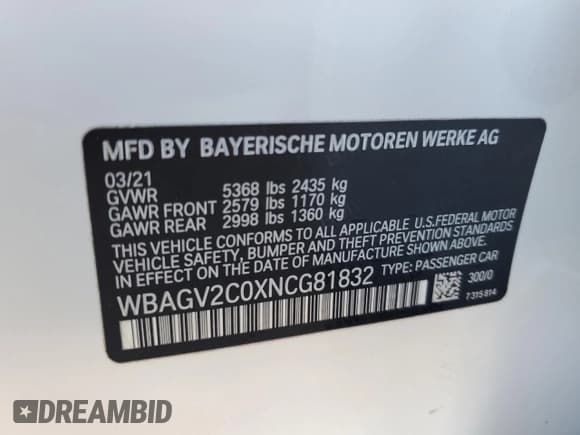 MFD BY BAYERISCHE MOTOREN WERKE AG
03/21
GVWR 5368 lbs 2435 kg
GAWR FRONT 2579 lbs 1170 kg
GAWR REAR 2998 lbs 1360 kg
THIS VEHICLE CONFORMS TO ALL APPLICABLE U.S.FEDERAL MOTOR
VEHICLE SAFETY, BUMPER AND THEFT PREVENTION STANDARDS
IN EFFECT ON THE DATE OF MANUFACTURE SHOWN ABOVE.
WBAGV2C0XNCG81832 TYPE: PASSENGER CAR
300/0
7315814
DREAMBID